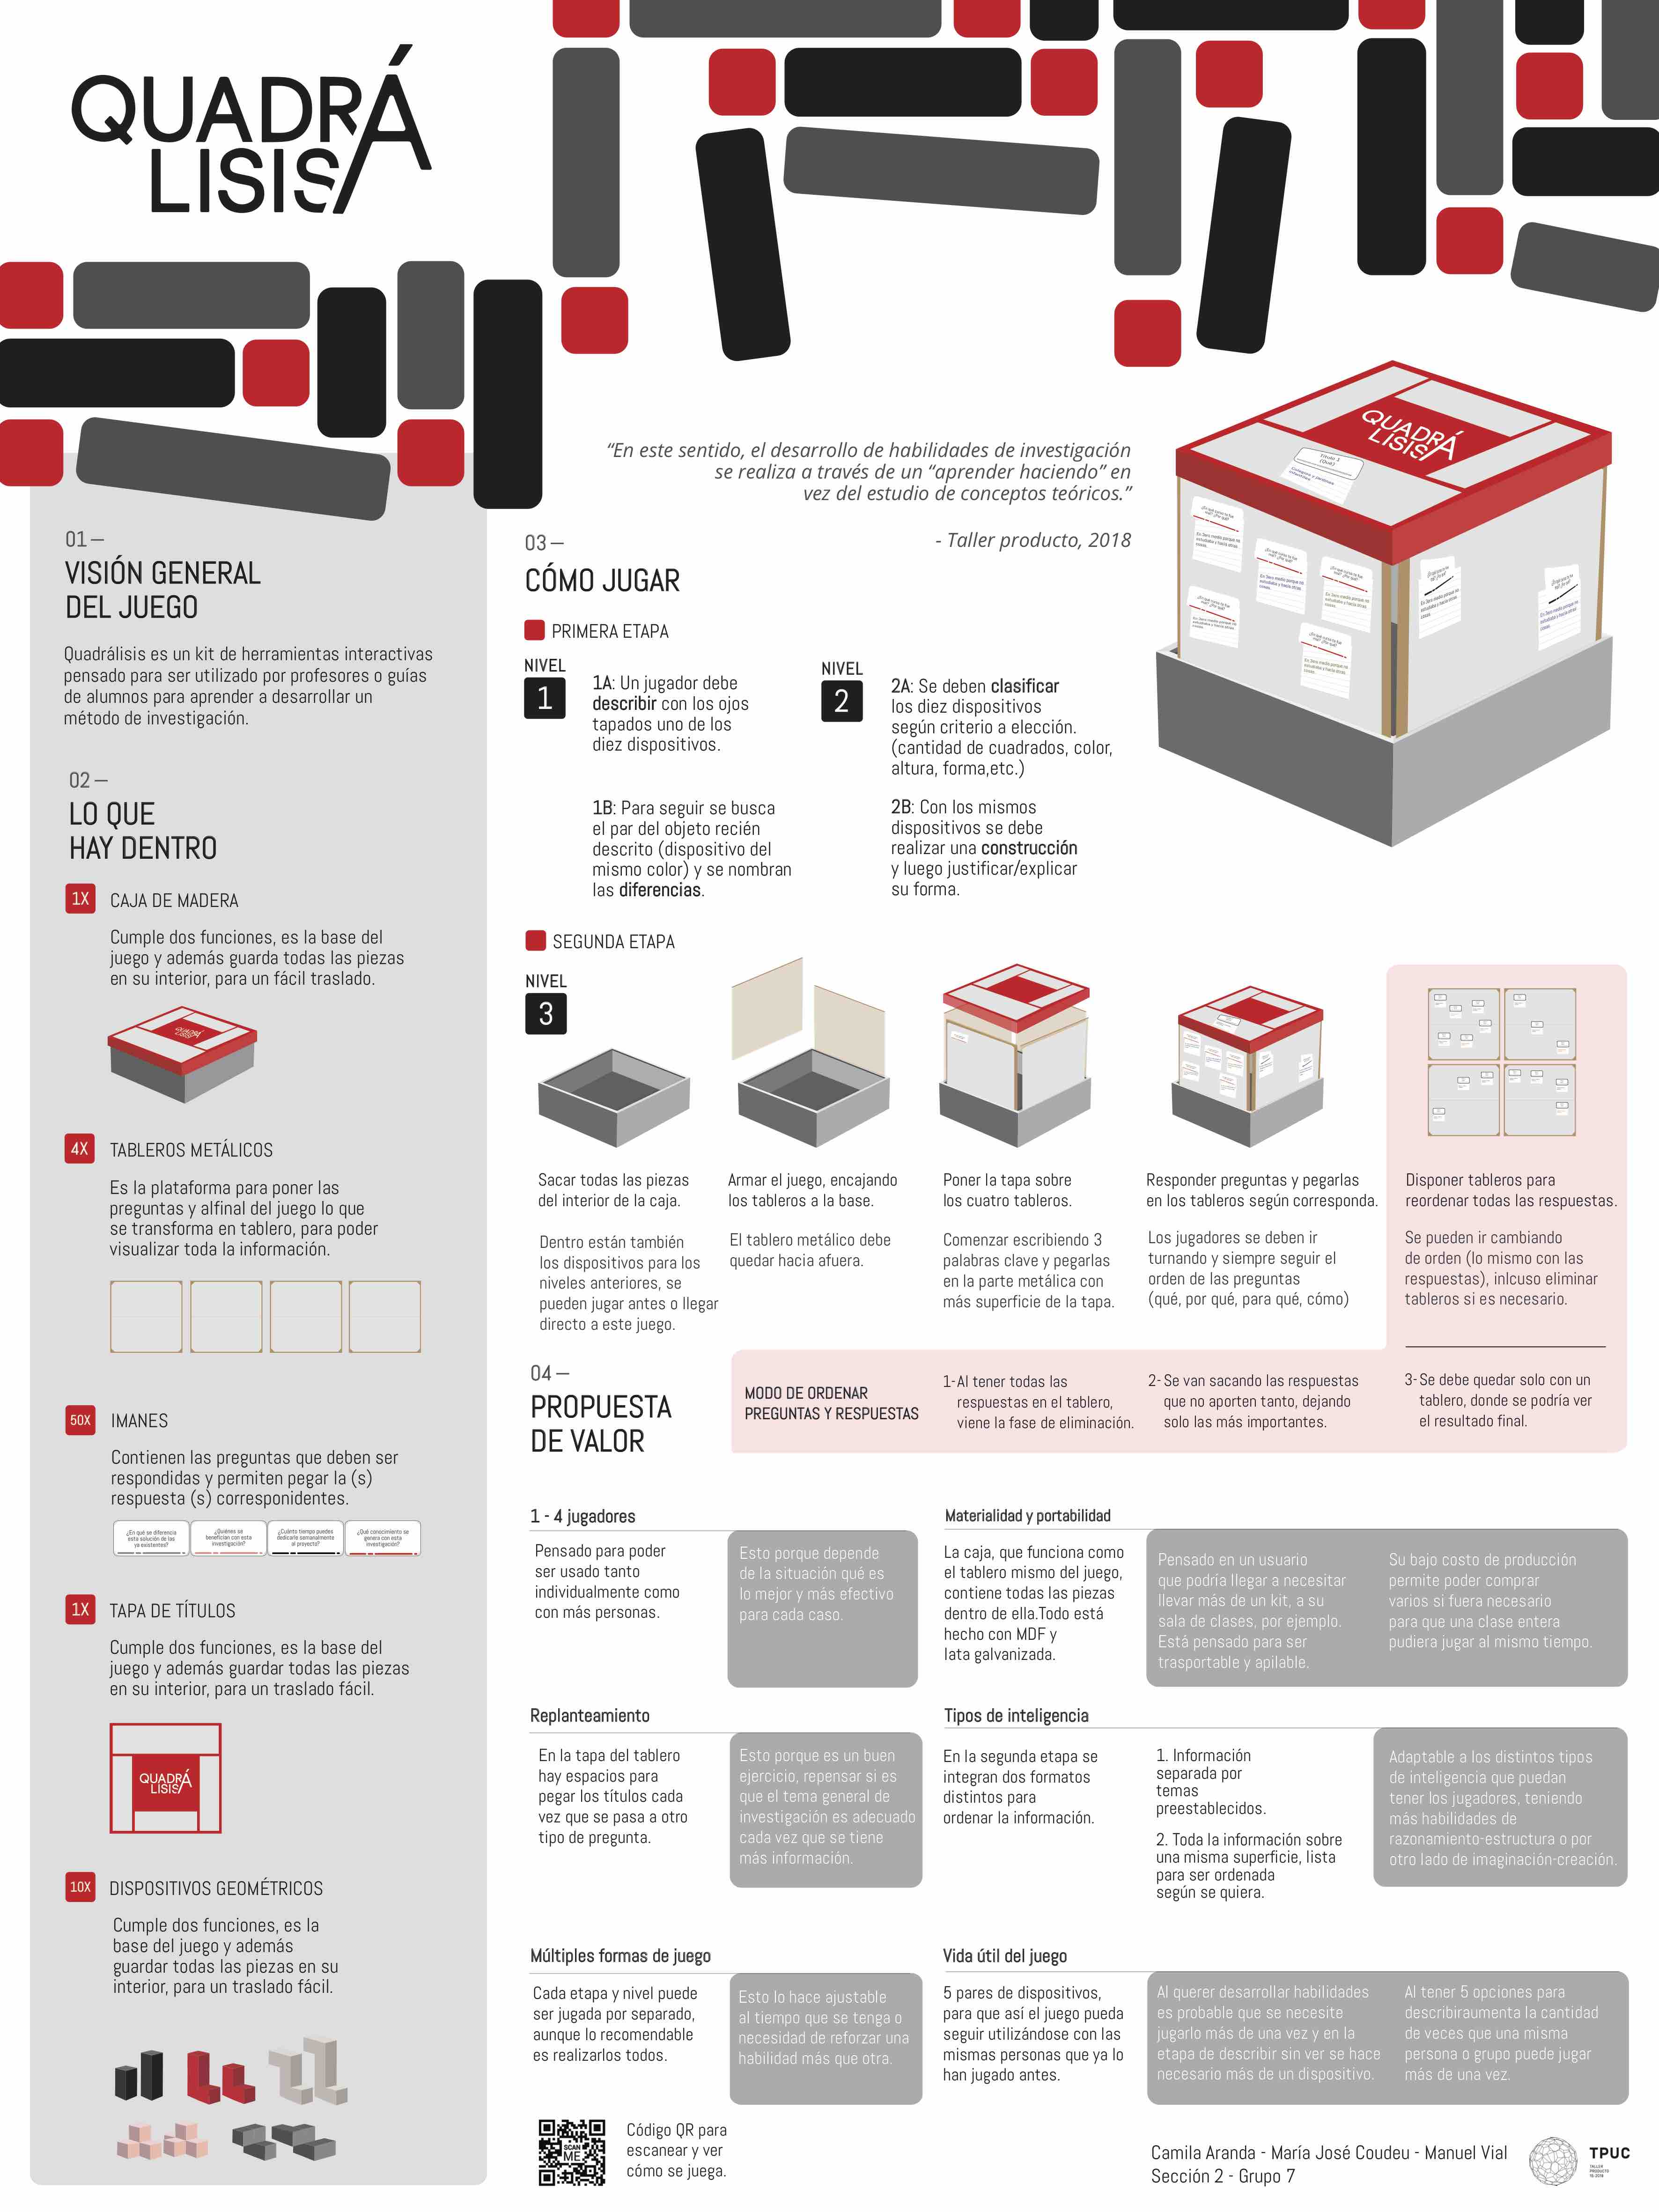 QUADRÁ
LISIS
“En este sentido, el desarrollo de habilidades de investigación
se realiza a través de un “aprender haciendo” en
vez del estudio de conceptos teóricos.”
- Taller producto, 2018
01 –
VISIÓN GENERAL
DEL JUEGO
Quadrálisis es un kit de herramientas interactivas
pensado para ser utilizado por profesores o guías
de alumnos para aprender a desarrollar un
método de investigación.
02 –
LO QUE
HAY DENTRO
1X CAJA DE MADERA
Cumple dos funciones, es la base del
juego y además guarda todas las piezas
en su interior, para un fácil traslado.
QUADRÁ
LISIS
4X TABLEROS METÁLICOS
Es la plataforma para poner las
preguntas y alfinal del juego lo que
se transforma en tablero, para poder
visualizar toda la información.
50X IMANES
Contienen las preguntas que deben ser
respondidas y permiten pegar la (s)
respuesta (s) correspondientes.
¿En qué se diferencia
esta solución de las
ya existentes?
¿Quiénes se
benefician con esta
investigación?
¿Cuánto tiempo puedes
dedicarle semanalmente
al proyecto?
¿Qué conocimiento se
genera con esta
investigación?
1X TAPA DE TÍTULOS
Cumple dos funciones, es la base del
juego y además guardar todas las piezas
en su interior, para un traslado fácil.
QUADRÁ
LISIS
10X DISPOSITIVOS GEOMÉTRICOS
Cumple dos funciones, es la
base del juego y además
guardar todas las piezas en su
interior, para un traslado fácil.
03 –
CÓMO JUGAR
PRIMERA ETAPA
NIVEL
1
1A: Un jugador debe
describir con los ojos
tapados uno de los
diez dispositivos.
1B: Para seguir se busca
el par del objeto recién
descrito (dispositivo del
mismo color) y se nombran
las diferencias.
NIVEL
2
2A: Se deben clasificar
los diez dispositivos
según criterio a elección.
(cantidad de cuadrados, color,
altura, forma,etc.)
2B: Con los mismos
dispositivos se debe
realizar una construcción
y luego justificar/explicar
su forma.
QUADRÁ
LISIS
Título 1
(Qué)
SEGUNDA ETAPA
NIVEL
3
Sacar todas las piezas
del interior de la caja.
Dentro están también
los dispositivos para los
niveles anteriores, se
pueden jugar antes o llegar
directo a este juego.
Armar el juego, encajando
los tableros a la base.
El tablero metálico debe
quedar hacia afuera.
Poner la tapa sobre
los cuatro tableros.
Comenzar escribiendo 3
palabras clave y pegarlas
en la parte metálica con
más superficie de la tapa.
Responder preguntas y pegarlas
en los tableros según corresponda.
Los jugadores se deben ir
turnando y siempre seguir el
orden de las preguntas
(qué, por qué, para qué, cómo)
Disponer tableros para
reordenar todas las respuestas.
Se pueden ir cambiando
de orden (lo mismo con las
respuestas), inlcuso eliminar
tableros si es necesario.
MODO DE ORDENAR
PREGUNTAS Y RESPUESTAS
1-Al tener todas las
respuestas en el tablero,
viene la fase de eliminación.
2- Se van sacando las respuestas
que no aporten tanto, dejando
solo las más importantes.
3- Se debe quedar solo con un
tablero, donde se podría ver
el resultado final.
04 –
PROPUESTA
DE VALOR
1 - 4 jugadores
Pensado para poder
ser usado tanto
individualmente como
con más personas.
Esto porque depende
de la situación qué es
lo mejor y más efectivo
para cada caso.
Materialidad y portabilidad
La caja, que funciona como
el tablero mismo del juego,
contiene todas las piezas
dentro de ella.Todo está
hecho con MDF y
lata galvanizada.
Pensado en un usuario
que podría llegar a necesitar
llevar más de un kit, a su
sala de clases, por ejemplo.
Está pensado para ser
trasportable y apilable.
Su bajo costo de producción
permite poder comprar
varios si fuera necesario
para que una clase entera
pudiera jugar al mismo tiempo.
Replanteamiento
En la tapa del tablero
hay espacios para
pegar los títulos cada
vez que se pasa a otro
tipo de pregunta.
Esto porque es un buen
ejercicio, repensar si es
que el tema general de
investigación es adecuado
cada vez que se tiene
más información.
Tipos de inteligencia
En la segunda etapa se
integran dos formatos
distintos para
ordenar la información.
1. Información
separada por
temas
preestablecidos.
2. Toda la información sobre
una misma superficie, lista
para ser ordenada
según se quiera.
Adaptable a los distintos tipos
de inteligencia que puedan
tener los jugadores, teniendo
más habilidades de
razonamiento-estructura o por
otro lado de imaginación-creación.
Múltiples formas de juego
Cada etapa y nivel puede
ser jugada por separado,
aunque lo recomendable
es realizarlos todos.
Esto lo hace ajustable
al tiempo que se tenga o
necesidad de reforzar una
habilidad más que otra.
Vida útil del juego
5 pares de dispositivos,
para que así el juego pueda
seguir utilizándose con las
mismas personas que ya lo
han jugado antes.
Al querer desarrollar habilidades
es probable que se necesite
jugarlo más de una vez y en la
etapa de describir sin ver se hace
necesario más de un dispositivo.
Al tener 5 opciones para
describiraumenta la cantidad
de veces que una misma
persona o grupo puede jugar
más de una vez.
SCAN
ME
Código QR para
escanear y ver
cómo se juega.
Camila Aranda - María José Coudeu - Manuel Vial
Sección 2 - Grupo 7
TPUC
TALLER
PRODUCTO